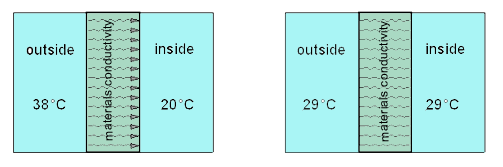 outside
materials conductivity
inside
38°C
20°C
outside
materials conductivity
inside
29°C
29°C